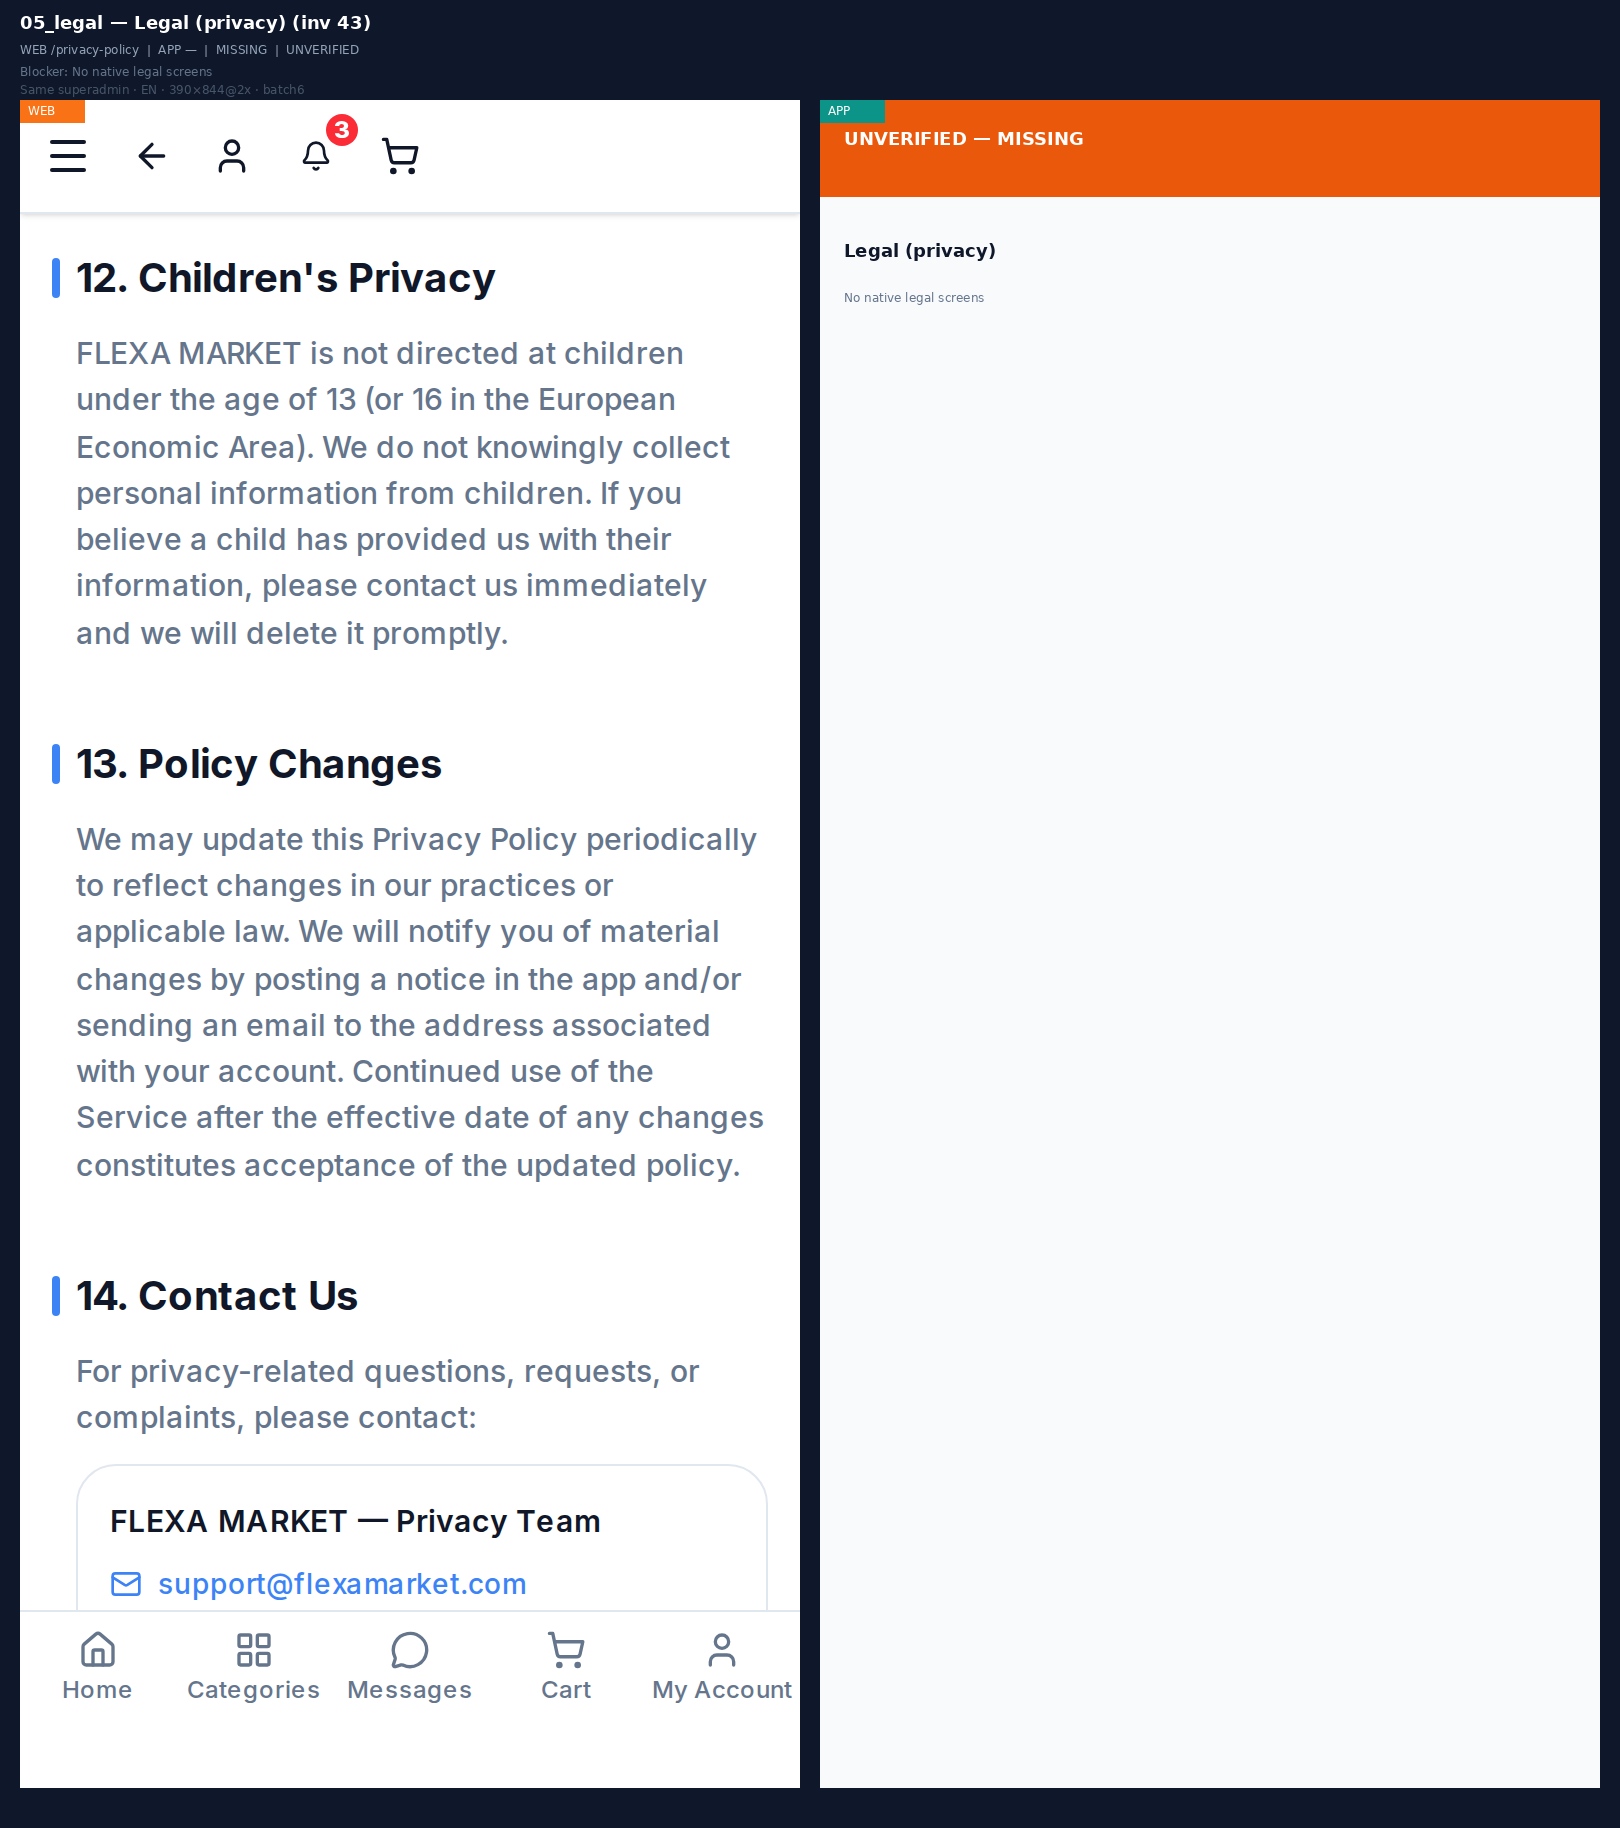 05_legal — Legal (privacy) (inv 43)
WEB /privacy-policy | APP — | MISSING | UNVERIFIED
Blocker: No native legal screens
Same superadmin · EN · 390×844@2x · batch6
WEB
3
12. Children's Privacy
FLEXA MARKET is not directed at children
under the age of 13 (or 16 in the European
Economic Area). We do not knowingly collect
personal information from children. If you
believe a child has provided us with their
information, please contact us immediately
and we will delete it promptly.
13. Policy Changes
We may update this Privacy Policy periodically
to reflect changes in our practices or
applicable law. We will notify you of material
changes by posting a notice in the app and/or
sending an email to the address associated
with your account. Continued use of the
Service after the effective date of any changes
constitutes acceptance of the updated policy.
14. Contact Us
For privacy-related questions, requests, or
complaints, please contact:
FLEXA MARKET — Privacy Team
support@flexamarket.com
Home
Categories
Messages
Cart
My Account
APP
UNVERIFIED — MISSING
Legal (privacy)
No native legal screens